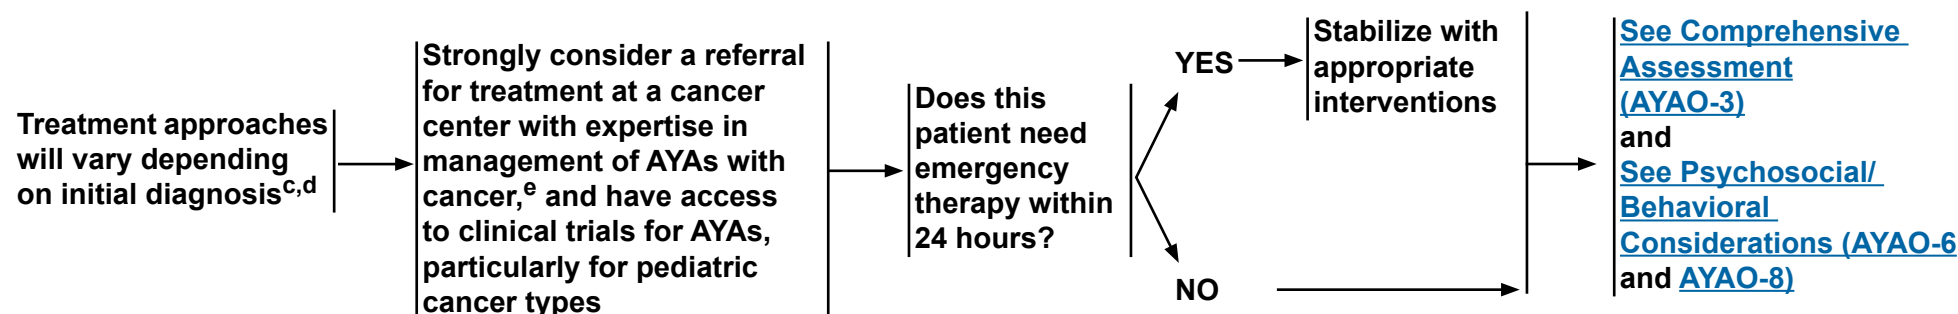 Treatment approaches
will vary depending
on initial diagnosisc,d
Strongly consider a referral
for treatment at a cancer
center with expertise in
management of AYAs with
cancer,e and have access
to clinical trials for AYAs,
particularly for pediatric
cancer types
Does this
patient need
emergency
therapy within
24 hours?
YES
Stabilize with
appropriate
interventions
NO
See Comprehensive
Assessment
(AYAO-3)
and
See Psychosocial/
Behavioral
Considerations (AYAO-6
and AYAO-8)